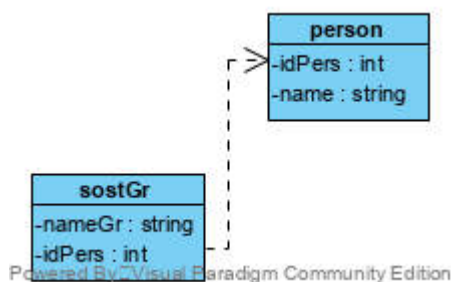 person
-idPers : int
-name : string
sostGr
-nameGr : string
-idPers : int
Powered By Visual Paradigm Community Edition